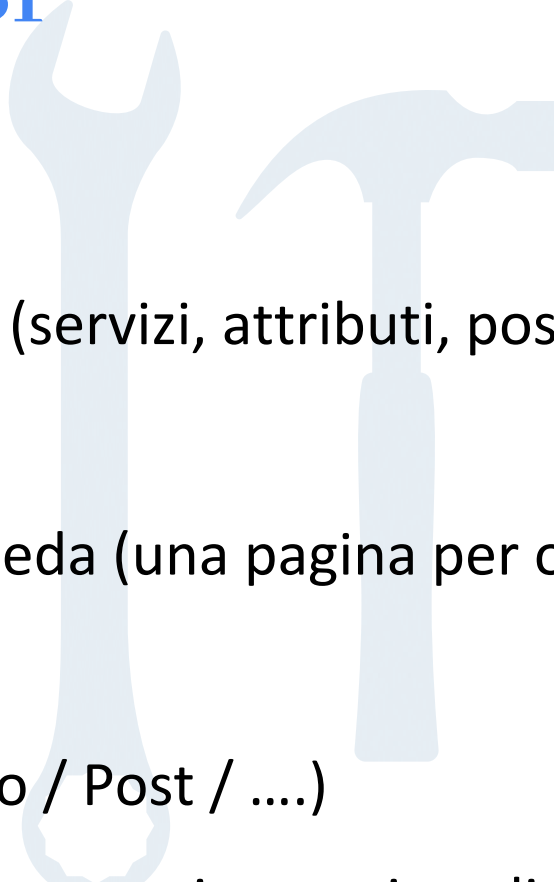 (servizi, attributi, pos
eda (una pagina per
o / Post / ....)